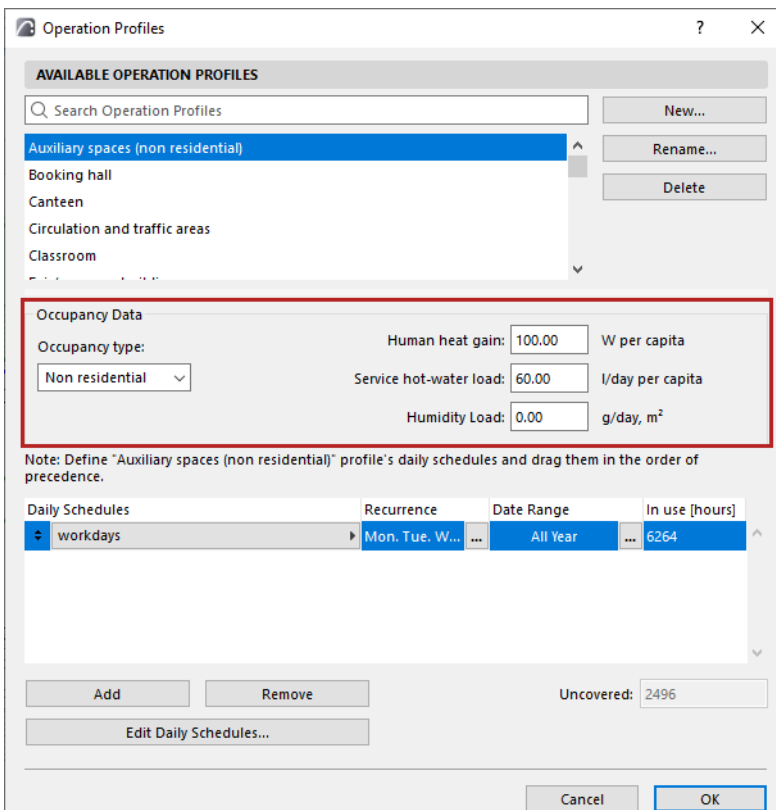 Operation Profiles
?
AVAILABLE OPERATION PROFILES
Search Operation Profiles
New...
Auxiliary spaces (non residential)
Rename...
Booking hall
Delete
Canteen
Circulation and traffic areas
Classroom
Occupancy Data
Occupancy type:
Human heat gain: 100.00 W per capita
Non residential
Service hot-water load: 60.00 l/day per capita
Humidity Load: 0.00 g/day, m²
Note: Define "Auxiliary spaces (non residential)" profile's daily schedules and drag them in the order of
precedence.
Daily Schedules Recurrence Date Range In use [hours]
workdays Mon. Tue. W... ... All Year ... 6264
Add Remove Uncovered: 2496
Edit Daily Schedules...
Cancel OK